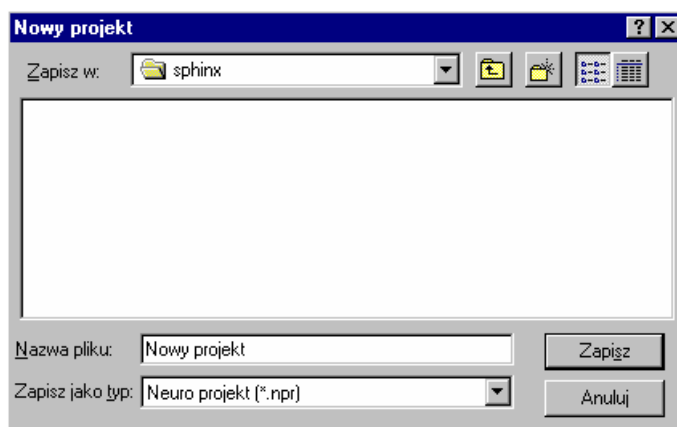 Nowy projekt
Zapisz w: sphinx
Nazwa pliku: Nowy projekt Zapisz
Zapisz jako typ: Neuro projekt (*.npr) Anuluj